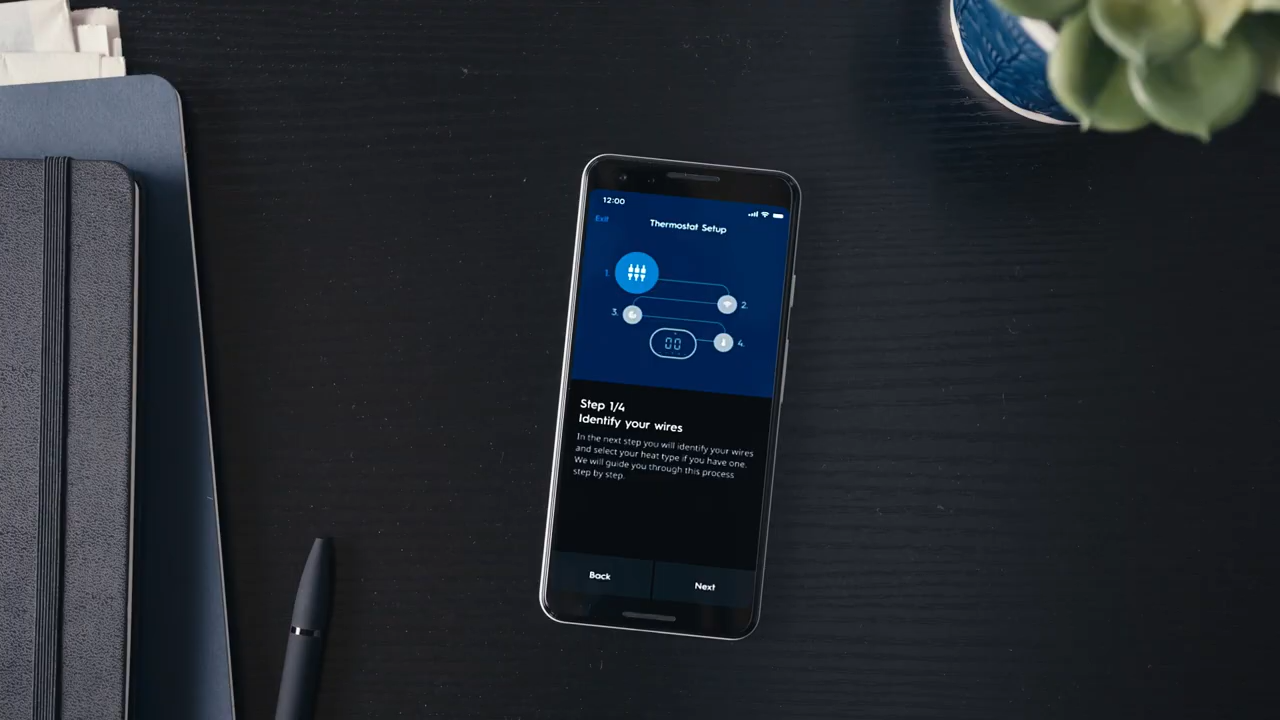 12:00
Exit
Thermostat Setup
1.
2.
3.
00
4.
Step 1/4
Identify your wires
In the next step you will identify your wires
and select your heat type if you have one.
We will guide you through this process
step by step.
Back
Next